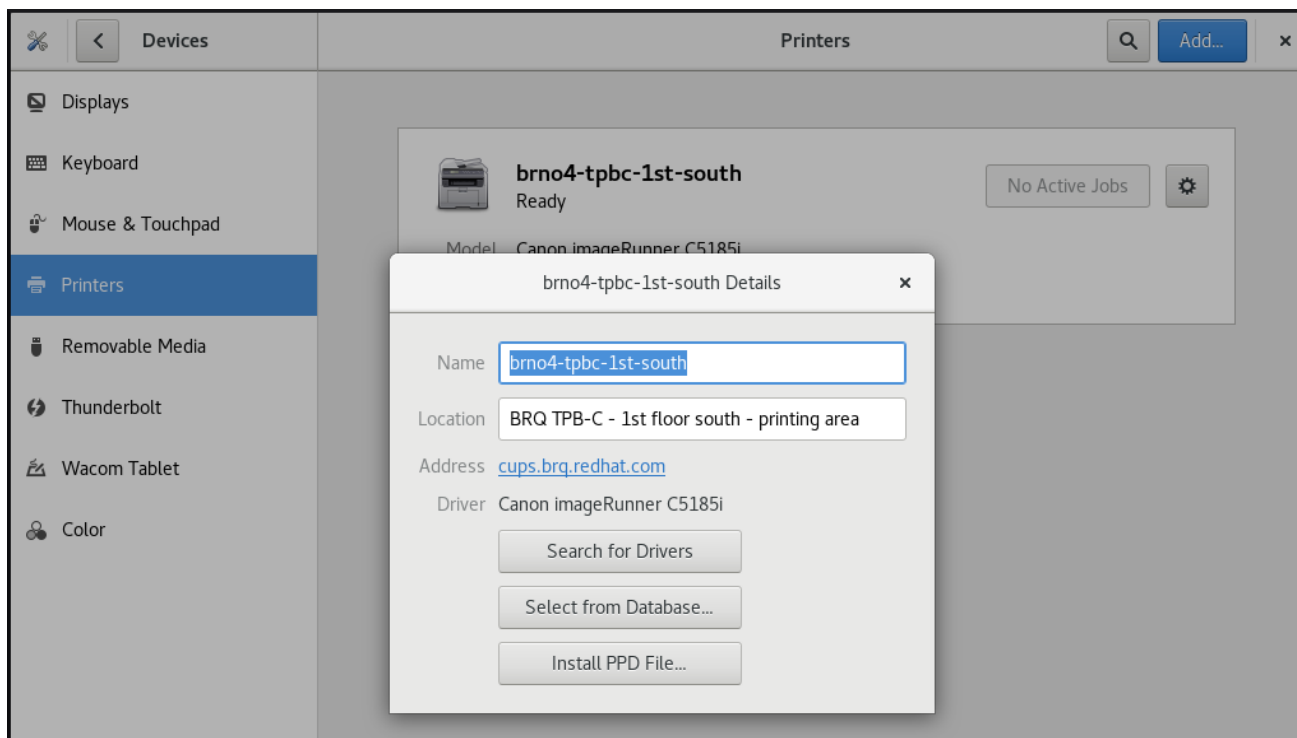 Devices
Printers
Add...
Displays
Keyboard
Mouse & Touchpad
Printers
Removable Media
Thunderbolt
Wacom Tablet
Color
brno4-tpbc-1st-south
Ready
No Active Jobs
Model Canon imageRunner C5185i
brno4-tpbc-1st-south Details
Name brno4-tpbc-1st-south
Location BRQ TPB-C - 1st floor south - printing area
Address cups.brq.redhat.com
Driver Canon imageRunner C5185i
Search for Drivers
Select from Database...
Install PPD File...